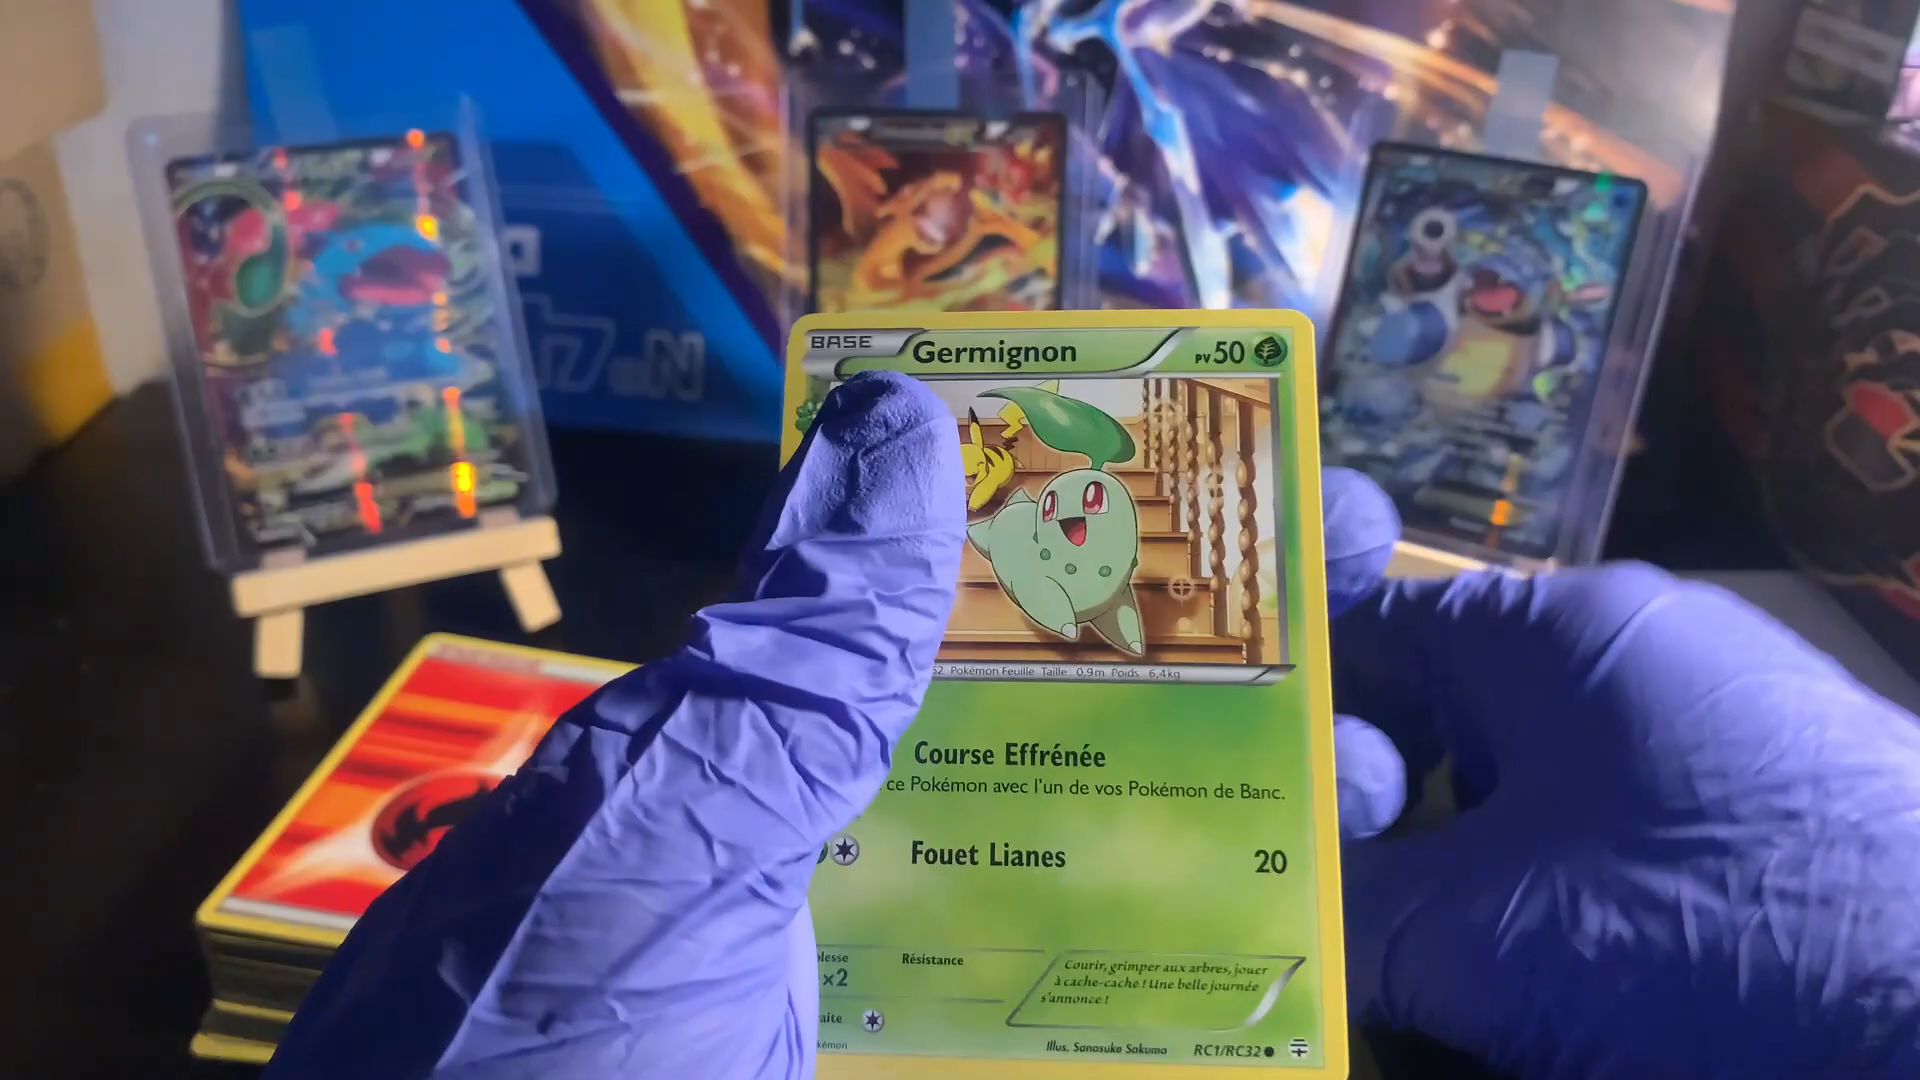 BASE
Germignon
PV 50
Pokémon Feuille Taille 0,9m Poids 6,4kg
Course Effrénée
ce Pokémon avec l'un de vos Pokémon de Banc.
Fouet Lianes
20
Résistance
×2
Courir, grimper aux arbres, jouer
à cache-cache ! Une belle journée
s'annonce !
Illus. Sanosuke Sakuma
RC1/RC32